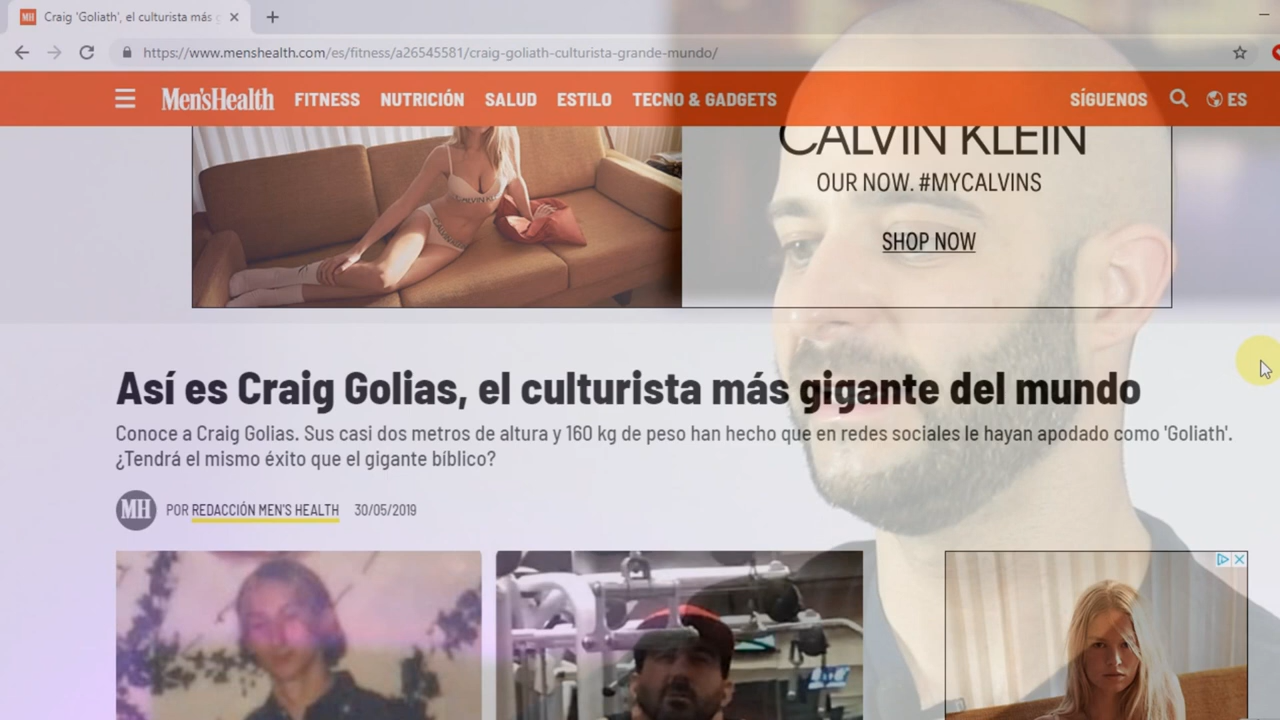 Craig 'Goliath', el culturista más
https://www.menshealth.com/es/fitness/a26545581/craig-goliath-culturista-grande-mundo/
Men'sHealth FITNESS NUTRICIÓN SALUD ESTILO TECNO & GADGETS SÍGUENOS ES
CALVIN KLEIN
OUR NOW. #MYCALVINS
SHOP NOW
Así es Craig Golias, el culturista más gigante del mundo
Conoce a Craig Golias. Sus casi dos metros de altura y 160 kg de peso han hecho que en redes sociales le hayan apodado como 'Goliath'.
¿Tendrá el mismo éxito que el gigante bíblico?
MH POR REDACCIÓN MEN'S HEALTH 30/05/2019